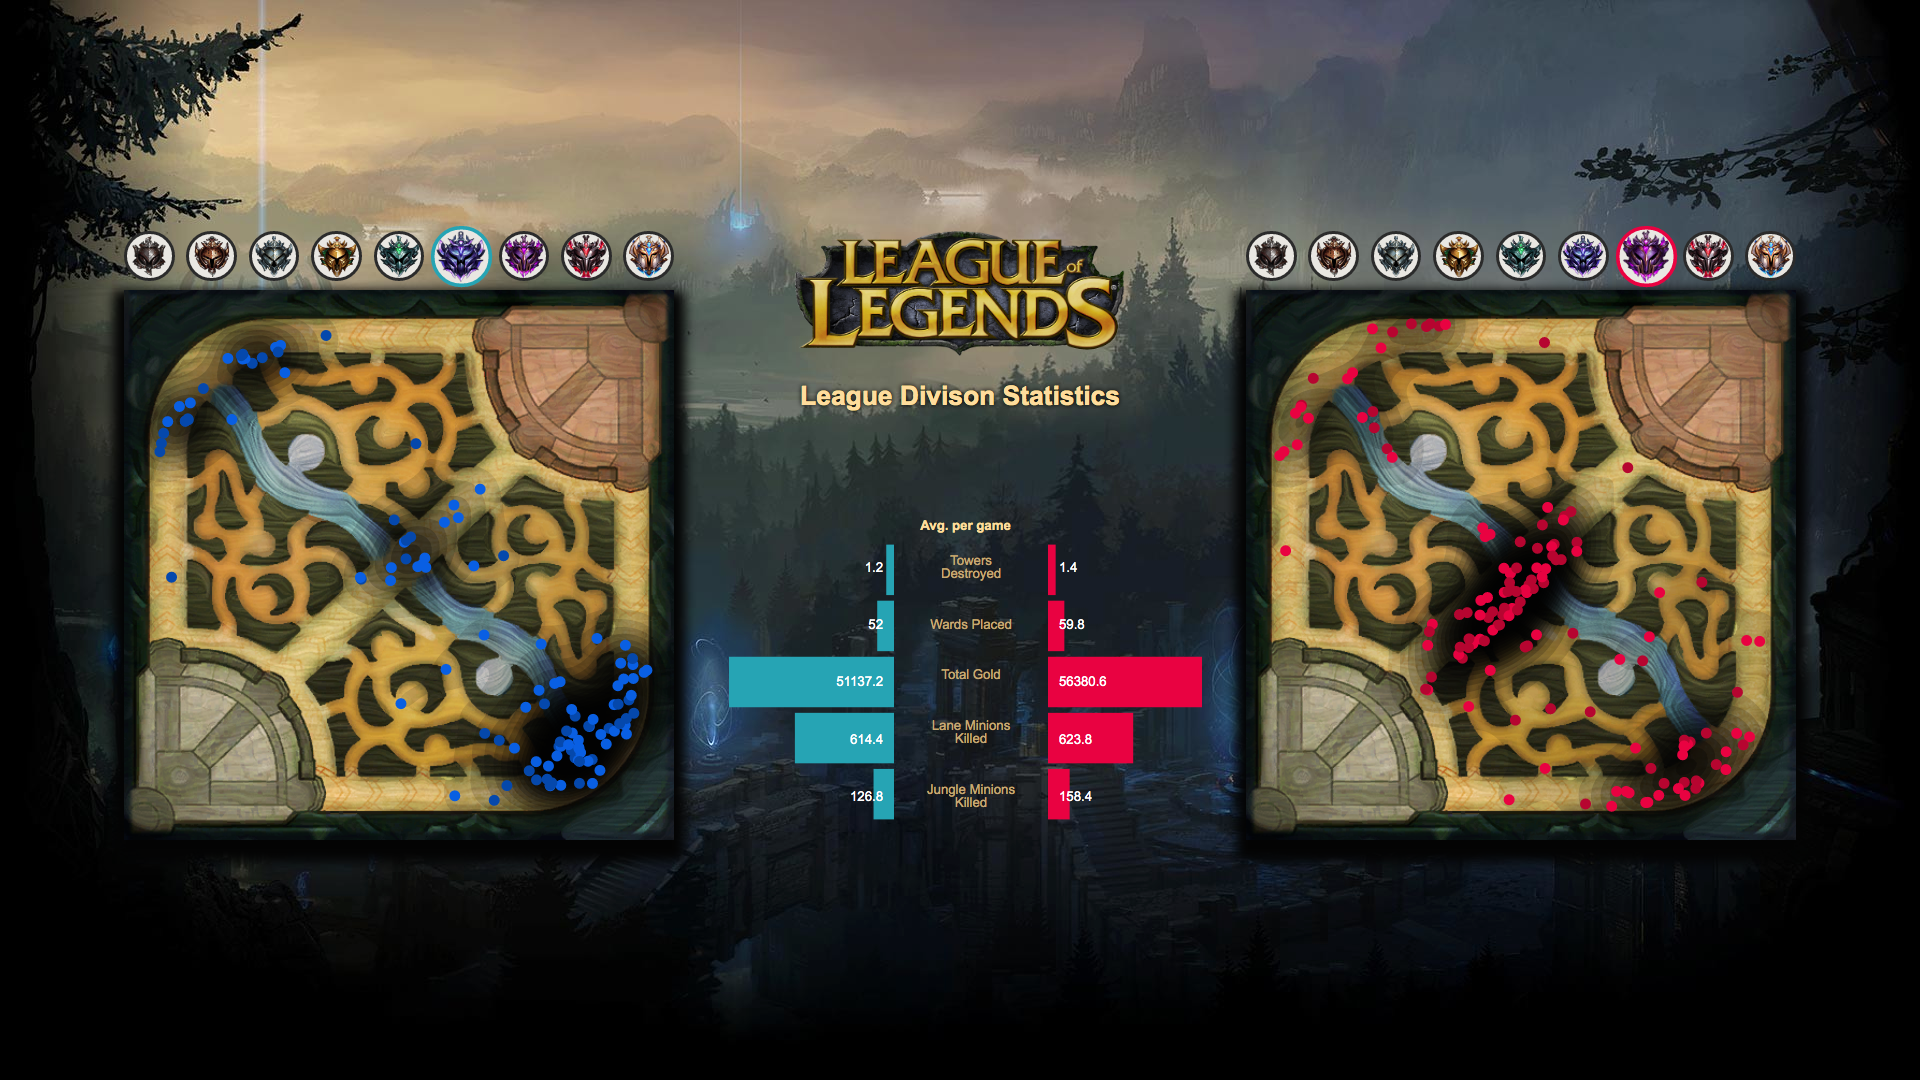 LEAGUE of
LEGENDS
League Divison Statistics
Avg. per game
1.2 Towers Destroyed 1.4
52 Wards Placed 59.8
51137.2 Total Gold 56380.6
614.4 Lane Minions Killed 623.8
126.8 Jungle Minions Killed 158.4